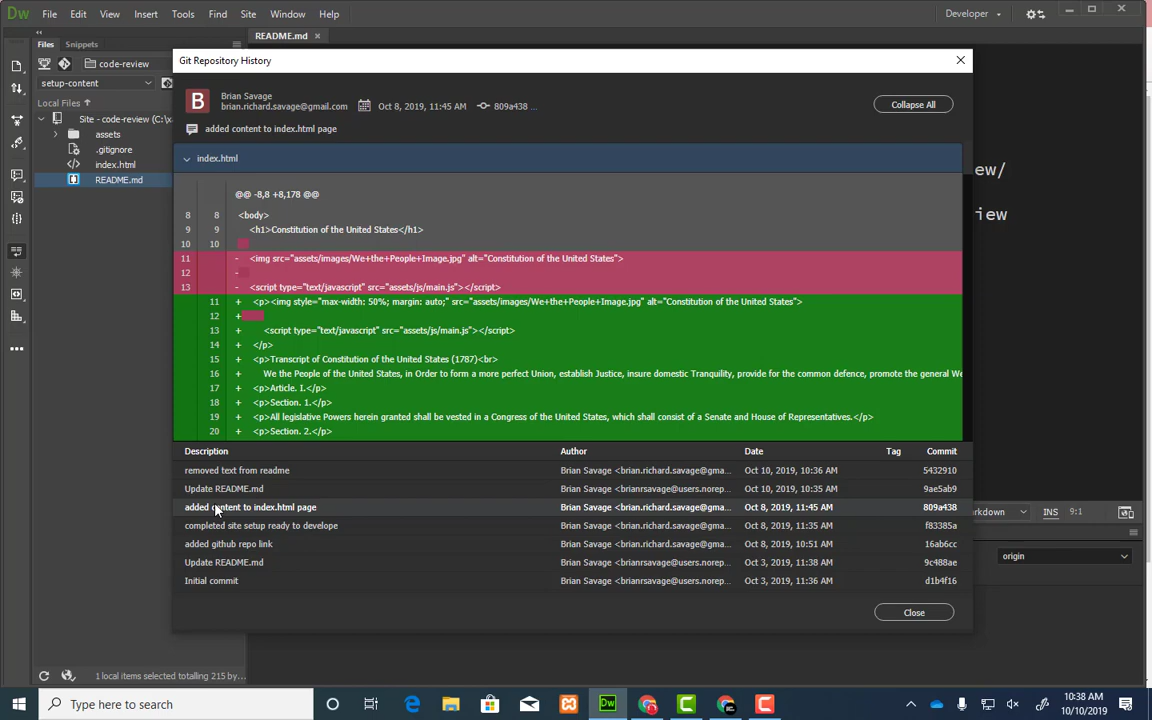 Dw File Edit View Insert Tools Find Site Window Help Developer
Files Snippets
README.md
code-review
setup-content
Local Files
Site - code-review (C:\x
assets
.gitignore
index.html
README.md
Git Repository History
B
Brian Savage
brian.richard.savage@gmail.com Oct 8, 2019, 11:45 AM 809a438 ...
Collapse All
added content to index.html page
index.html
@@ -8,8 +8,178 @@
8 8 <body>
9 9 <h1>Constitution of the United States</h1>
10 10
11 - <img src="assets/images/We+the+People+Image.jpg" alt="Constitution of the United States">
12 -
13 - <script type="text/javascript" src="assets/js/main.js"></script>
11 + <p><img style="max-width: 50%; margin: auto;" src="assets/images/We+the+People+Image.jpg" alt="Constitution of the United States">
12 +
13 + <script type="text/javascript" src="assets/js/main.js"></script>
14 + </p>
15 + <p>Transcript of Constitution of the United States (1787)<br>
16 + We the People of the United States, in Order to form a more perfect Union, establish Justice, insure domestic Tranquility, provide for the common defence, promote the general We
17 + <p>Article. I.</p>
18 + <p>Section. 1.</p>
19 + <p>All legislative Powers herein granted shall be vested in a Congress of the United States, which shall consist of a Senate and House of Representatives.</p>
20 + <p>Section. 2.</p>
Description Author Date Tag Commit
removed text from readme Brian Savage <brian.richard.savage@gma... Oct 10, 2019, 10:36 AM 5432910
Update README.md Brian Savage <brianrsavage@users.norep... Oct 10, 2019, 10:35 AM 9ae5ab9
added content to index.html page Brian Savage <brian.richard.savage@gma... Oct 8, 2019, 11:45 AM 809a438
completed site setup ready to develope Brian Savage <brian.richard.savage@gma... Oct 8, 2019, 11:35 AM f83385a
added github repo link Brian Savage <brian.richard.savage@gma... Oct 8, 2019, 10:51 AM 16ab6cc
Update README.md Brian Savage <brianrsavage@users.norep... Oct 3, 2019, 11:38 AM 9c488ae
Initial commit Brian Savage <brianrsavage@users.norep... Oct 3, 2019, 11:36 AM d1b4f16
Close
ew/
iew
arkdown INS 9:1
origin
1 local items selected totalling 215 by...
Type here to search
Dw
10:38 AM
10/10/2019